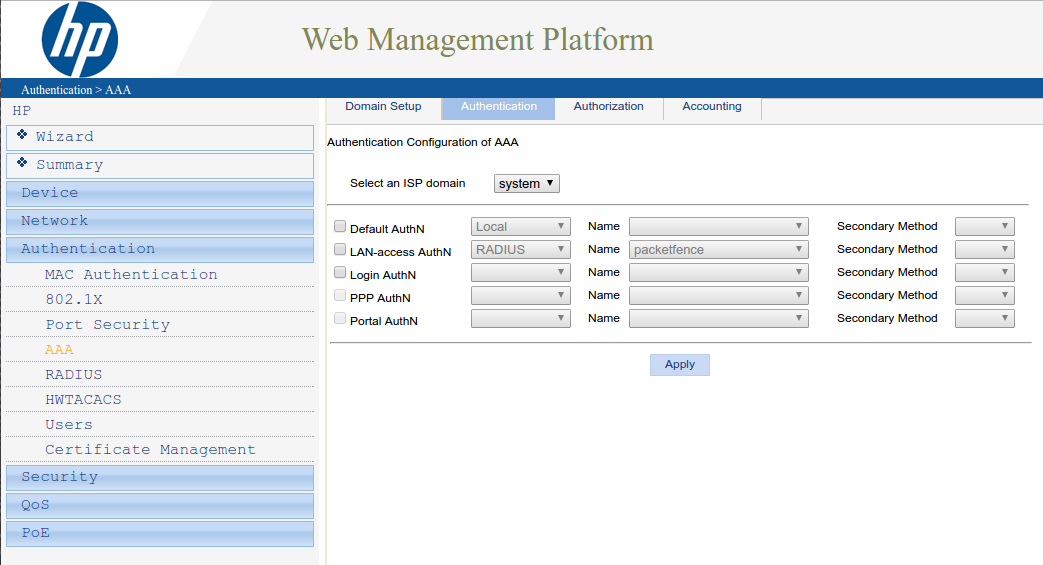 hp
Web Management Platform
Authentication > AAA
HP
Wizard
Summary
Device
Network
Authentication
MAC Authentication
802.1X
Port Security
AAA
RADIUS
HWTACACS
Users
Certificate Management
Security
QoS
PoE
Domain Setup Authentication Authorization Accounting
Authentication Configuration of AAA
Select an ISP domain system
Default AuthN Local Name Secondary Method
LAN-access AuthN RADIUS Name packetfence Secondary Method
Login AuthN Name Secondary Method
PPP AuthN Name Secondary Method
Portal AuthN Name Secondary Method
Apply